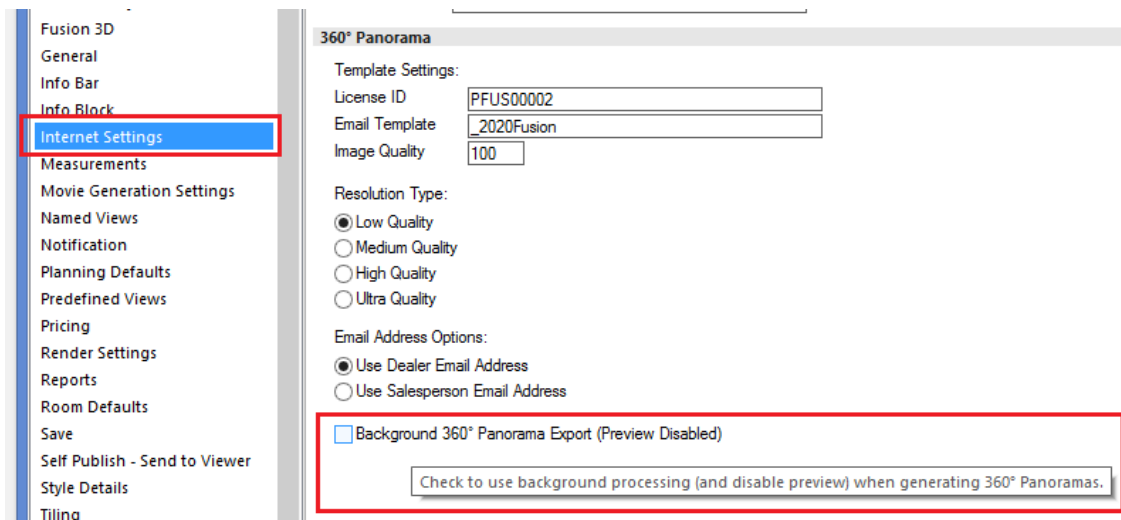 Fusion 3D
General
Info Bar
Info Block
Internet Settings
Measurements
Movie Generation Settings
Named Views
Notification
Planning Defaults
Predefined Views
Pricing
Render Settings
Reports
Room Defaults
Save
Self Publish - Send to Viewer
Style Details
Tiling
360° Panorama
Template Settings:
License ID PFUS00002
Email Template _2020Fusion
Image Quality 100
Resolution Type:
Low Quality
Medium Quality
High Quality
Ultra Quality
Email Address Options:
Use Dealer Email Address
Use Salesperson Email Address
Background 360° Panorama Export (Preview Disabled)
Check to use background processing (and disable preview) when generating 360° Panoramas.